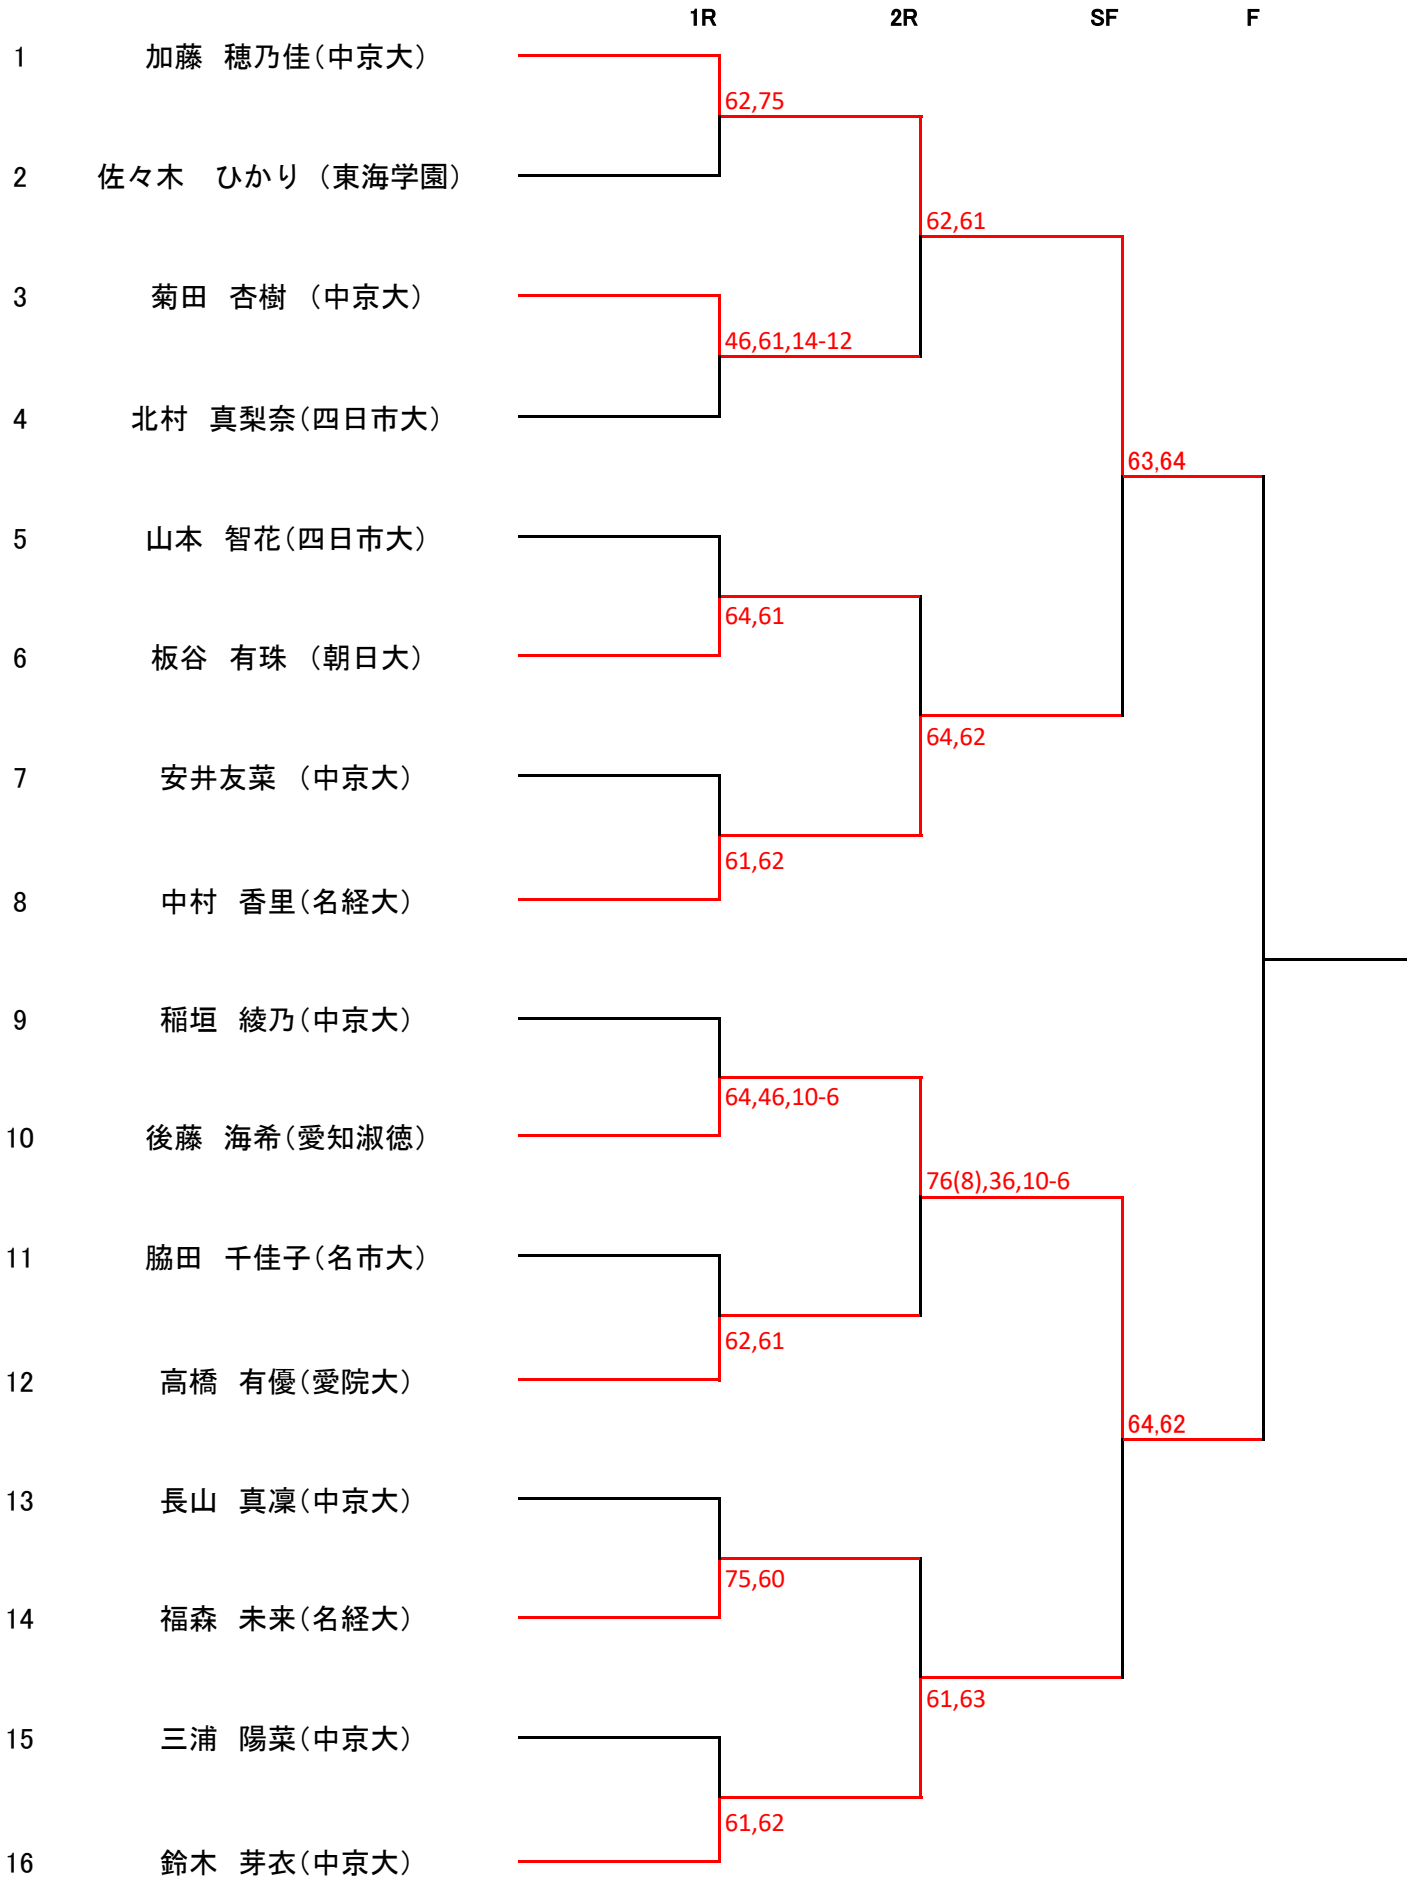 1R 2R SF F
1 加藤 穂乃佳(中京大)
62,75
2 佐々木 ひかり (東海学園)
62,61
3 菊田 杏樹 (中京大)
46,61,14-12
4 北村 真梨奈(四日市大)
63,64
5 山本 智花(四日市大)
64,61
6 板谷 有珠 (朝日大)
64,62
7 安井友菜 (中京大)
61,62
8 中村 香里(名経大)
9 稲垣 綾乃(中京大)
64,46,10-6
10 後藤 海希(愛知淑徳)
76(8),36,10-6
11 脇田 千佳子(名市大)
62,61
12 高橋 有優(愛院大)
64,62
13 長山 真凜(中京大)
75,60
14 福森 未来(名経大)
61,63
15 三浦 陽菜(中京大)
61,62
16 鈴木 芽衣(中京大)